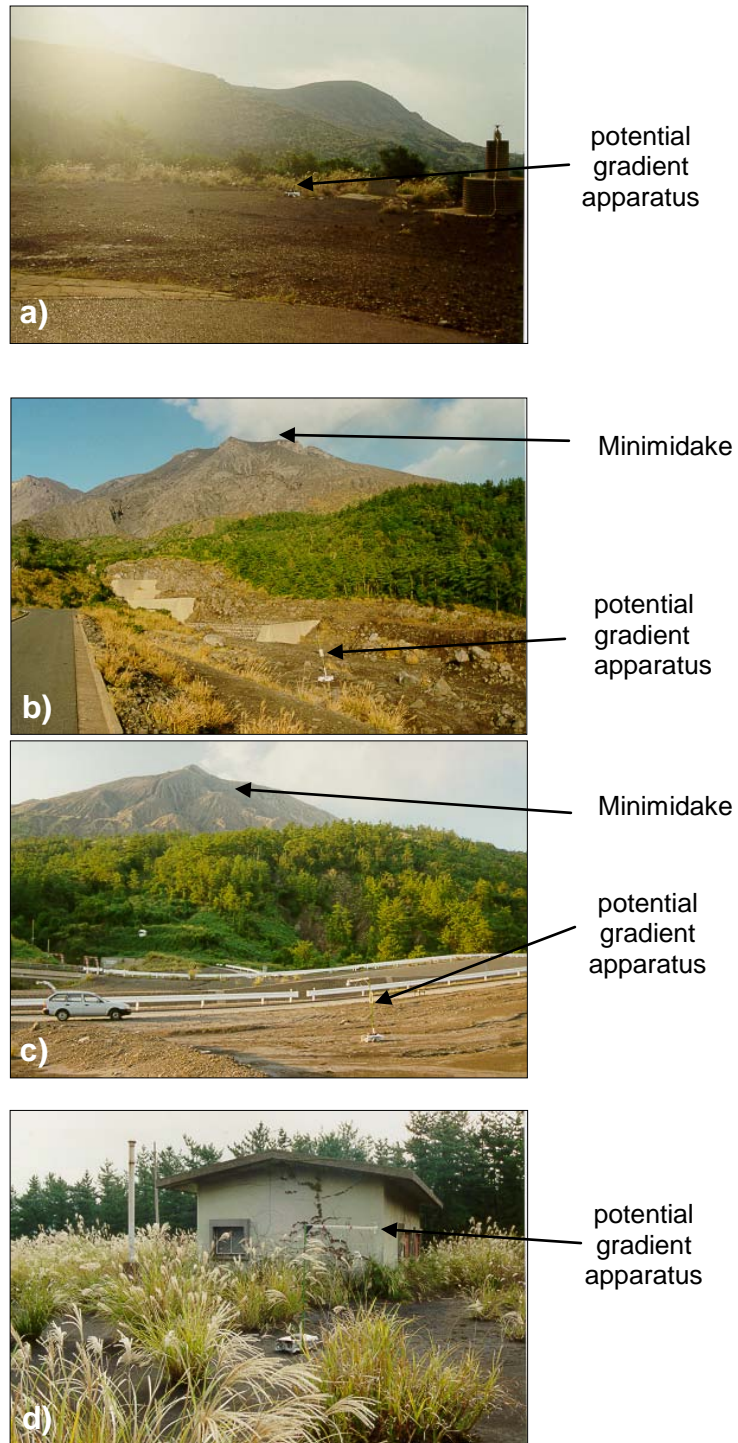 potential
gradient
apparatus
a)
Minimidake
potential
gradient
apparatus
b)
Minimidake
potential
gradient
apparatus
c)
potential
gradient
apparatus
d)